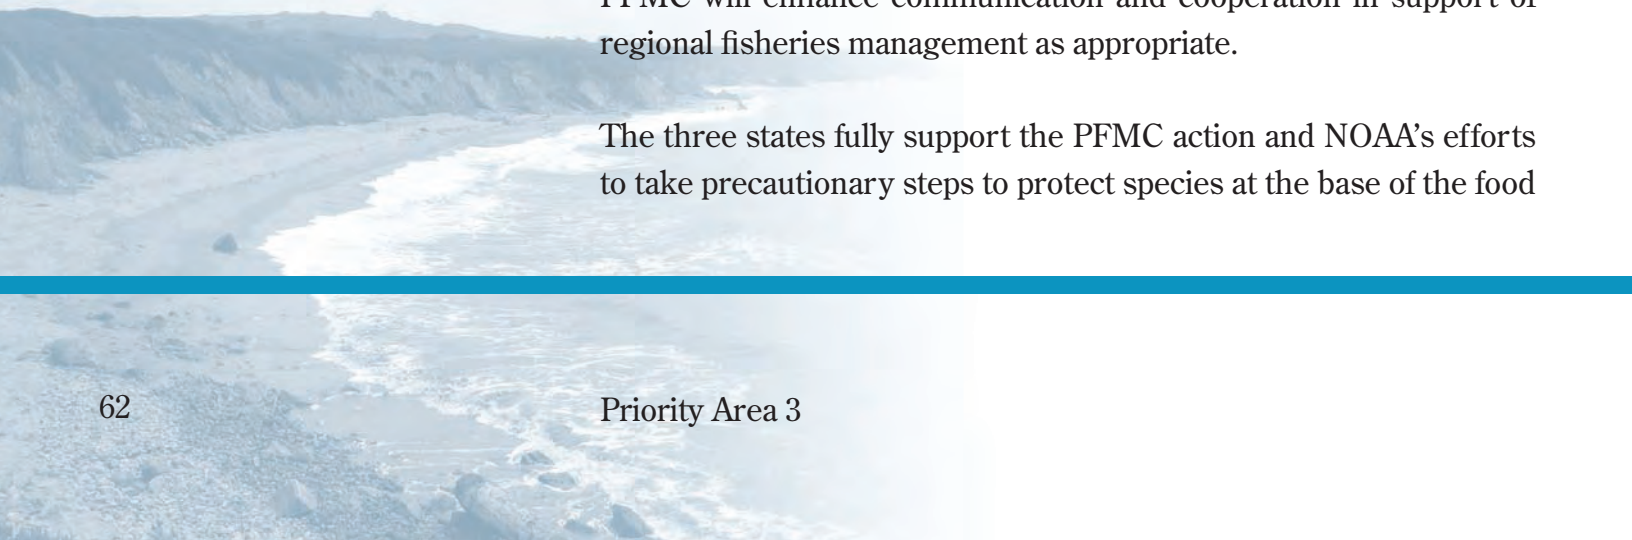 PFMC will enhance communication and cooperation in support of
regional fisheries management as appropriate.
The three states fully support the PFMC action and NOAA's efforts
to take precautionary steps to protect species at the base of the food
62
Priority Area 3